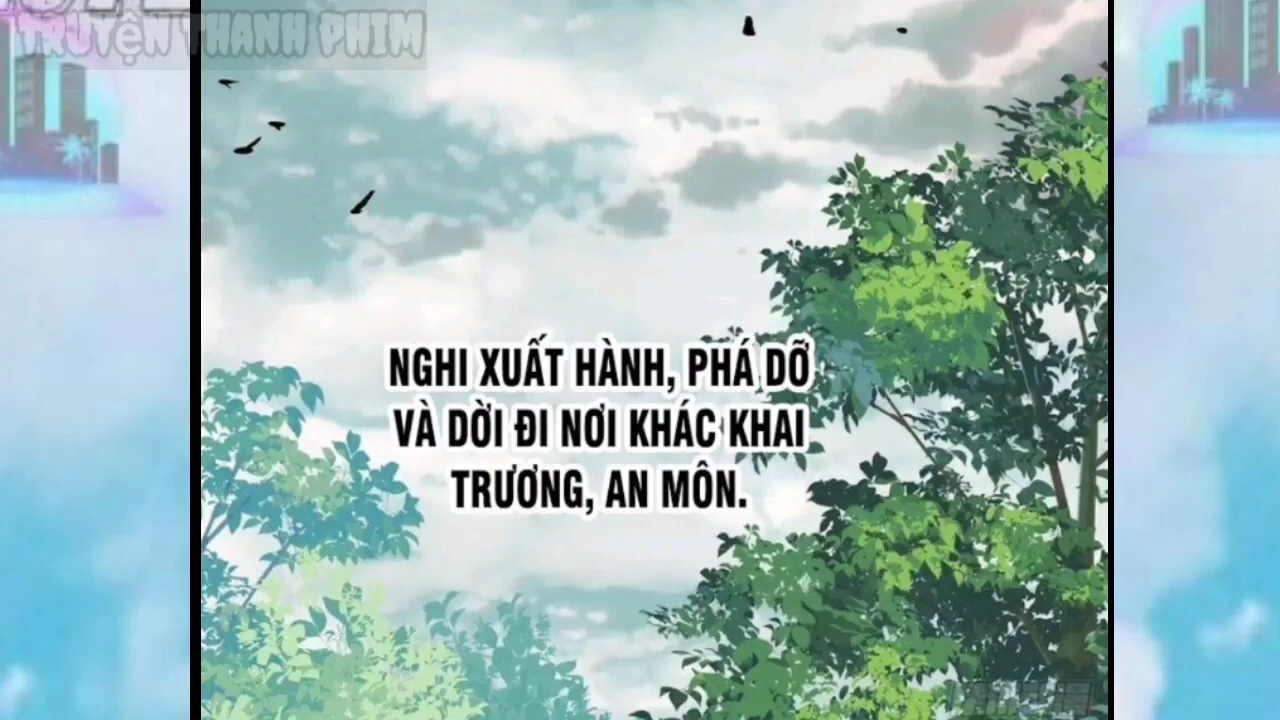 TRUYỆN THANH PHIM
NGHI XUẤT HÀNH, PHÁ DỠ
VÀ DỜI ĐI NƠI KHÁC KHAI
TRƯƠNG, AN MÔN.